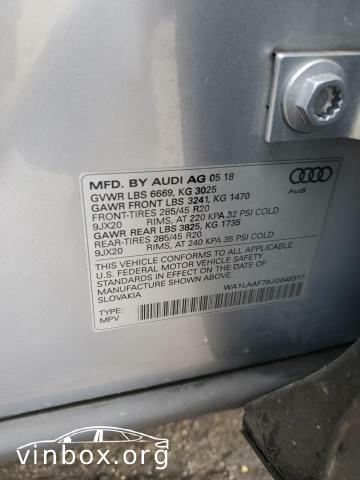 MFD. BY AUDI AG 05 18
GVWR LBS 6669, KG 3025
GAWR FRONT LBS 3241, KG 1470
FRONT-TIRES 285/45 R20
9JX20 RIMS, AT 220 KPA 32 PSI COLD
GAWR REAR LBS 3825, KG 1735
REAR-TIRES 285/45 R20
9JX20 RIMS, AT 240 KPA 35 PSI COLD
THIS VEHICLE CONFORMS TO ALL APPLICABLE
U.S. FEDERAL MOTOR VEHICLE SAFETY
STANDARDS IN EFFECT ON THE DATE OF
MANUFACTURE SHOWN ABOVE.
SLOVAKIA
TYPE:
MPV
Audi
vinbox.org